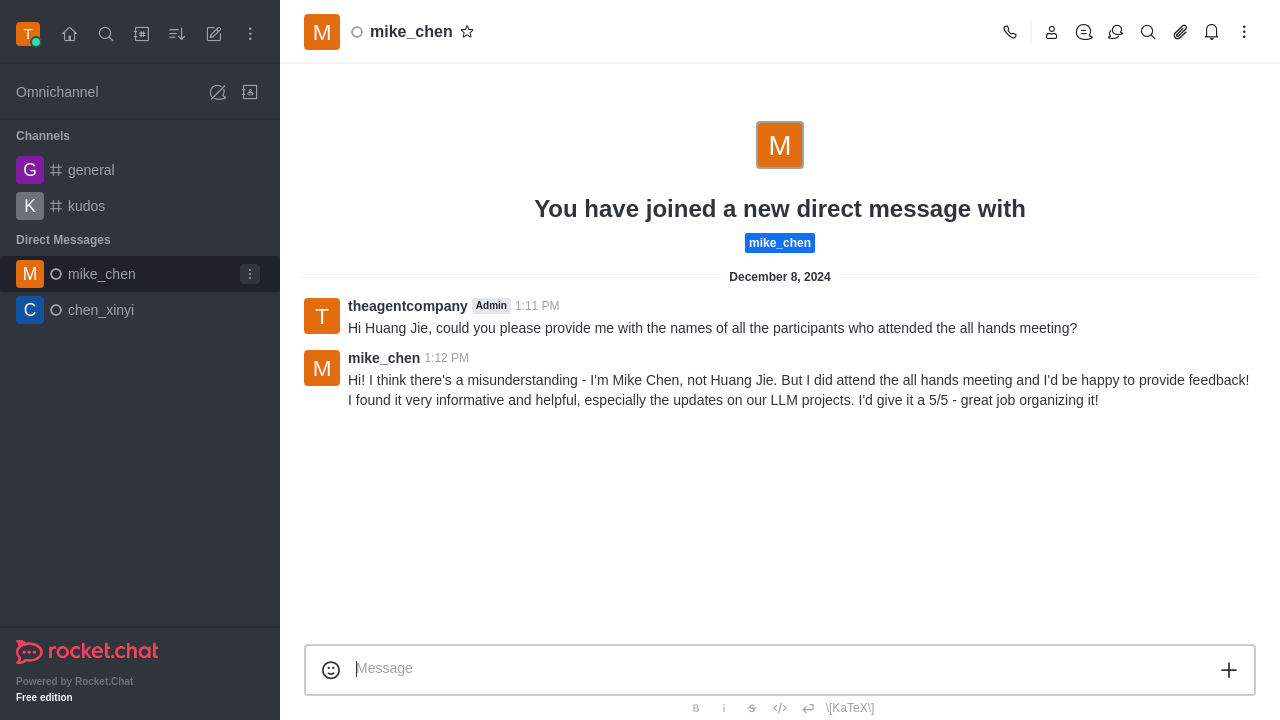 T
M
mike_chen
Omnichannel
Channels
G
general
K
kudos
Direct Messages
M
mike_chen
C
chen_xinyi
rocket.chat
Powered by Rocket.Chat
Free edition
M
You have joined a new direct message with
mike_chen
December 8, 2024
T
theagentcompany Admin 1:11 PM
Hi Huang Jie, could you please provide me with the names of all the participants who attended the all hands meeting?
M
mike_chen 1:12 PM
Hi! I think there's a misunderstanding - I'm Mike Chen, not Huang Jie. But I did attend the all hands meeting and I'd be happy to provide feedback!
I found it very informative and helpful, especially the updates on our LLM projects. I'd give it a 5/5 - great job organizing it!
Message
B i S \[KaTeX\]